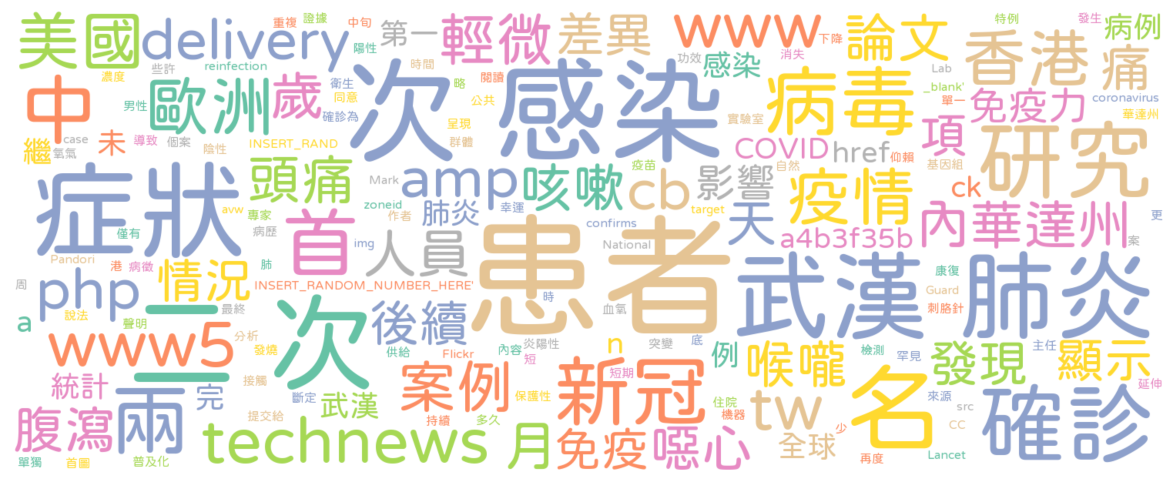 美國
delivery
第一
重複
證據
中旬
輕微
差異
www
下降
論文
特例
發生
病例
濃度
些許
reinfection
陽性
時間
功效
感染
消失
香港
痛
中
歐洲
歲
衛生
同意
略
閱讀
次感染
病毒
Lab
_blank'
coronavirus
男性
確診為
公共
單一
免疫力
華達州
繼
case
氧氣
未
導致
個案
陰性
INSERT_RAND
呈現
群體
實驗室
COVID
href
仰賴
項
基因組
研究
症狀
頭痛
Mark
amp
咳嗽
疫苗
cb
影響
自然
疫情
ck
zoneid
作者
肺炎
幸運
confirms
target
天
a4b3f35b
內華達州
更
案
avw
專家
病歷
僅有
首
img
人員
患者
National
武漢肺炎
Pandori
港
病徵
肺
周
php
情況
INSERT_RANDOM_NUMBER_HERE'
時
血氧
康復
Guard
刺胳針
說法
聲明
最終
a
一
次
後續
www5
分析
發燒
供給
Flickr
內容
炎陽性
短
突變
n
底
例
喉嚨
檢測
罕見
發現
主任
顯示
統計
接觸
斷定
武漢
案例
短期
新冠
延伸
腹瀉
兩
完
提交給
持續
多久
保護性
住院
機器
tw
名
來源
src
確診
單獨
首圖
普及化
technews
月
免疫
噁心
全球
少
再度
CC
Lancet